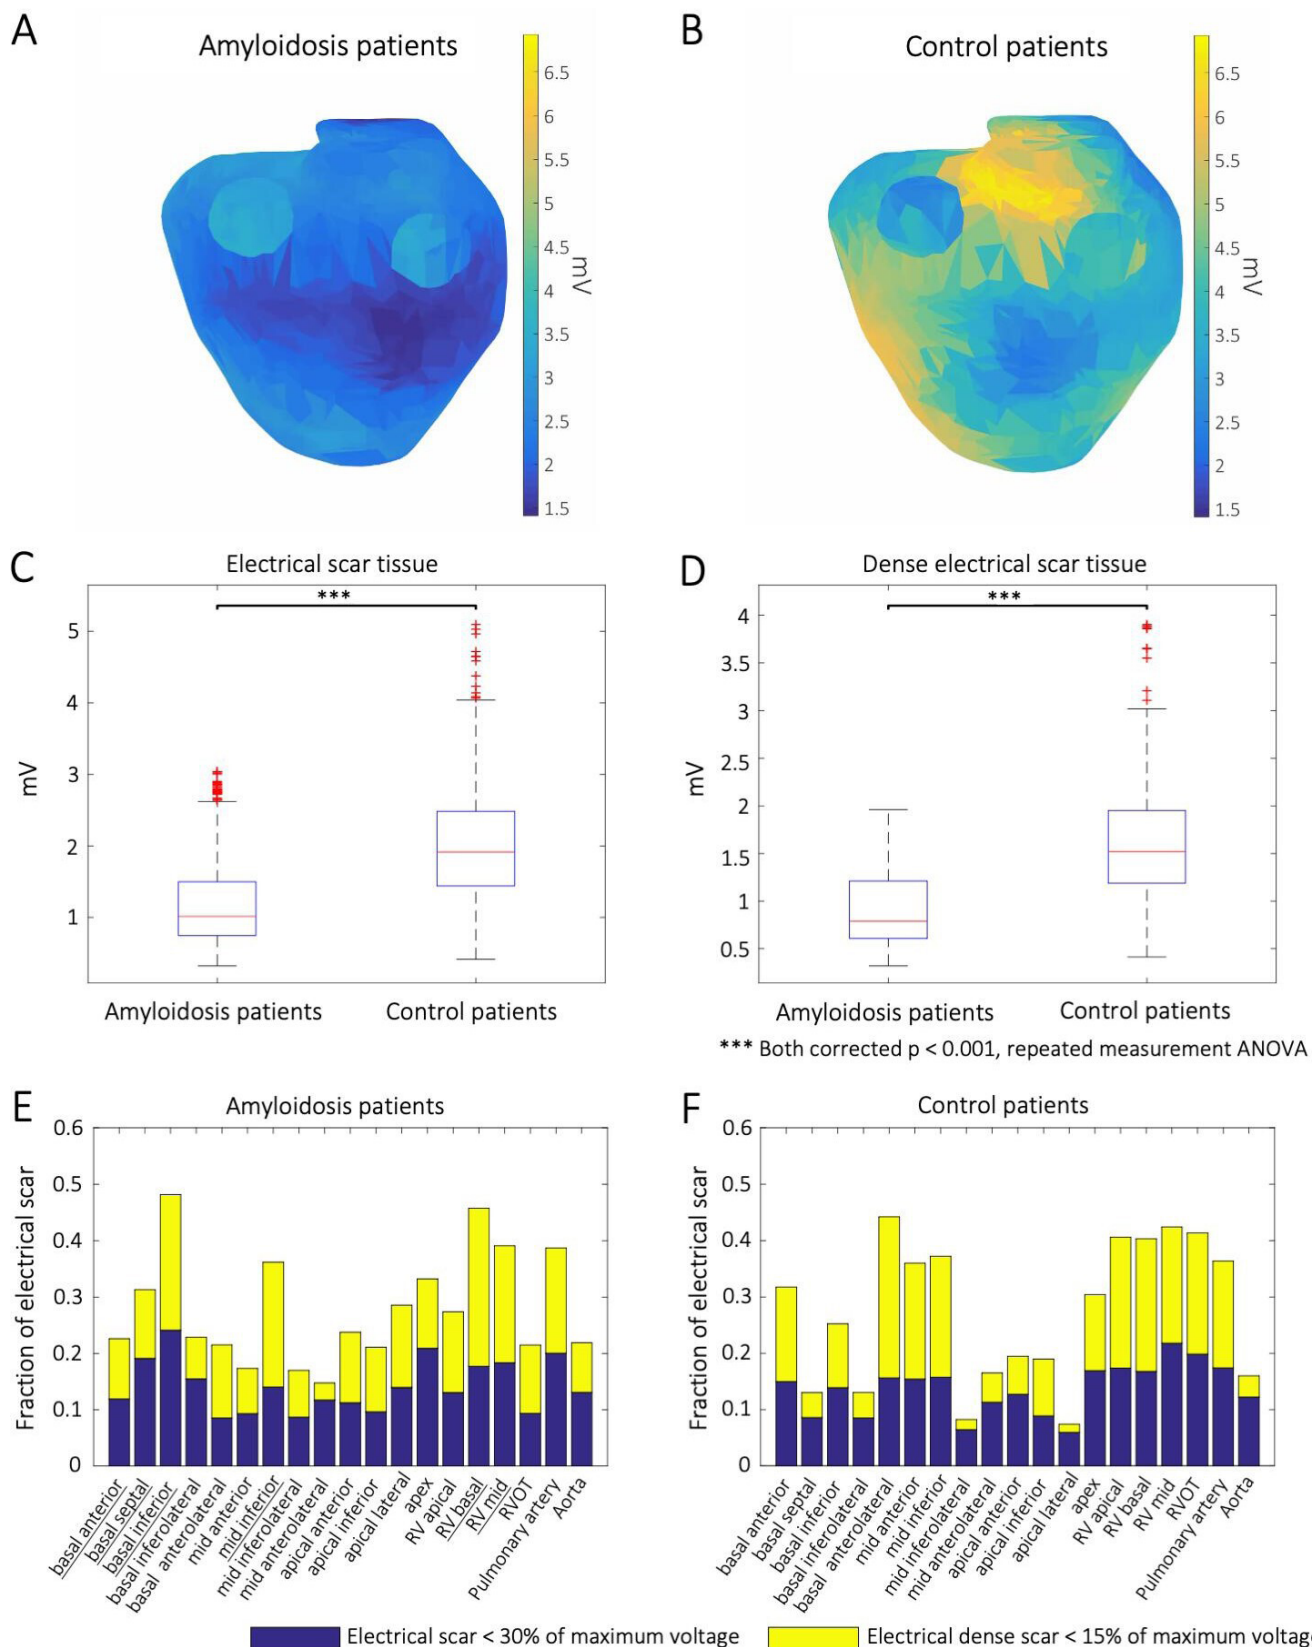 A
Amyloidosis patients
6.5
6
5.5
5
4.5
4
3.5
3
2.5
2
1.5
mV
B
Control patients
6.5
6
5.5
5
4.5
4
3.5
3
2.5
2
1.5
mV
C
Electrical scar tissue
***
5
4
3
2
1
mV
Amyloidosis patients
Control patients
D
Dense electrical scar tissue
***
4
3.5
3
2.5
2
1.5
1
0.5
mV
Amyloidosis patients
Control patients
*** Both corrected p < 0.001, repeated measurement ANOVA
E
Amyloidosis patients
0.6
0.5
0.4
0.3
0.2
0.1
0
Fraction of electrical scar
basal anterior
basal septal
basal inferior
basal inferolateral
basal anterolateral
mid anterior
mid inferior
mid inferolateral
mid anterolateral
apical anterior
apical inferior
apical lateral
apex
RV apical
RV basal
RV mid
RVOT
Pulmonary artery
Aorta
F
Control patients
0.6
0.5
0.4
0.3
0.2
0.1
0
Fraction of electrical scar
basal anterior
basal septal
basal inferior
basal inferolateral
basal anterolateral
mid anterior
mid inferior
mid inferolateral
mid anterolateral
apical anterior
apical inferior
apical lateral
apex
RV apical
RV basal
RV mid
RVOT
Pulmonary artery
Aorta
Electrical scar < 30% of maximum voltage
Electrical dense scar < 15% of maximum voltag